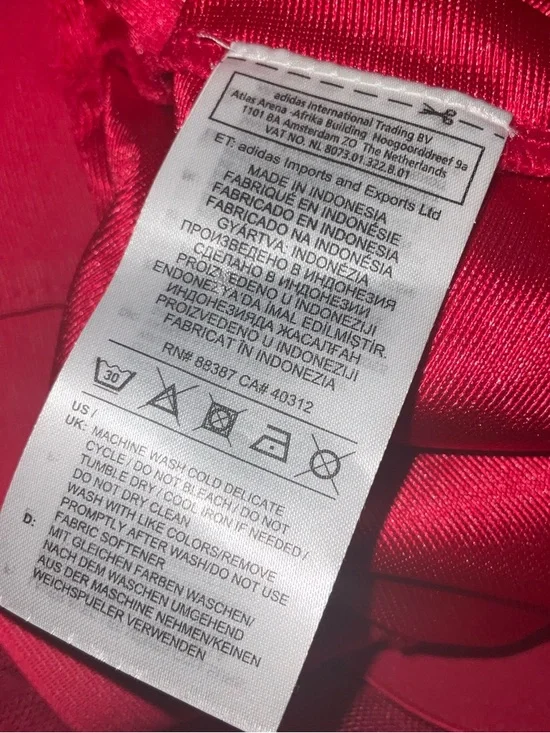 adidas International Trading BV
Atlas Arena -Afrika Building Hoegoorddreef 9a
1101 BA Amsterdam ZO The Netherlands
VAT NO. NL 8073.01.322.B.01
ET: adidas Imports and Exports Ltd
MADE IN INDONESIA
FABRIQUÉ EN INDONÉSIE
FABRICADO EN INDONESIA
FABRICADO NA INDONESIA
GYÁRTVA: INDONÉZIA
ПРОИЗВЕДЕНО В ИНДОНЕЗИЯ
СДЕЛАНО В ИНДОНЕЗИИ
PROIZVEDENO U INDONEZIJI
ENDONEZYA'DA İMAL EDİLMİŞTİR.
ИНДОНЕЗИЯДА ЖАСАЛҒАН
PROIZVEDENO U INDONEZIJI
FABRICAT ÎN INDONEZIA
RN# 88387 CA# 40312
30
US /
UK: MACHINE WASH COLD DELICATE
CYCLE / DO NOT BLEACH / DO NOT
TUMBLE DRY / COOL IRON IF NEEDED /
DO NOT DRY CLEAN
WASH WITH LIKE COLORS/REMOVE
PROMPTLY AFTER WASH/DO NOT USE
FABRIC SOFTENER
D: MIT GLEICHEN FARBEN WASCHEN/
NACH DEM WASCHEN UMGEHEND
AUS DER MASCHINE NEHMEN/KEINEN
WEICHSPUELER VERWENDEN